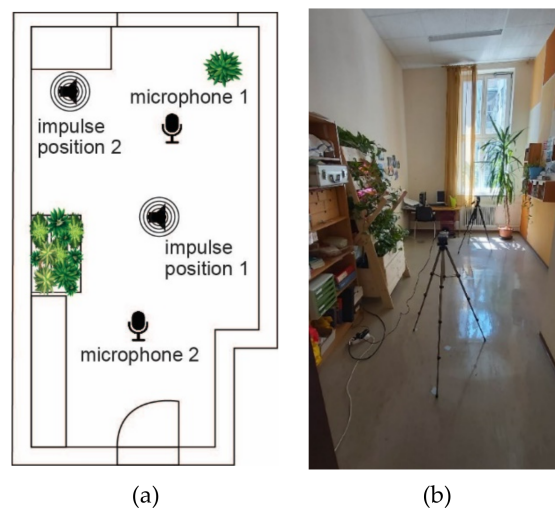 microphone 1
impulse
position 2
impulse
position 1
microphone 2
(a)
(b)